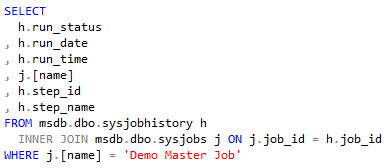 SELECT
h.run_status
, h.run_date
, h.run_time
, j.[name]
, h.step_id
, h.step_name
FROM msdb.dbo.sysjobhistory h
INNER JOIN msdb.dbo.sysjobs j ON j.job_id = h.job_id
WHERE j.[name] = 'Demo Master Job'